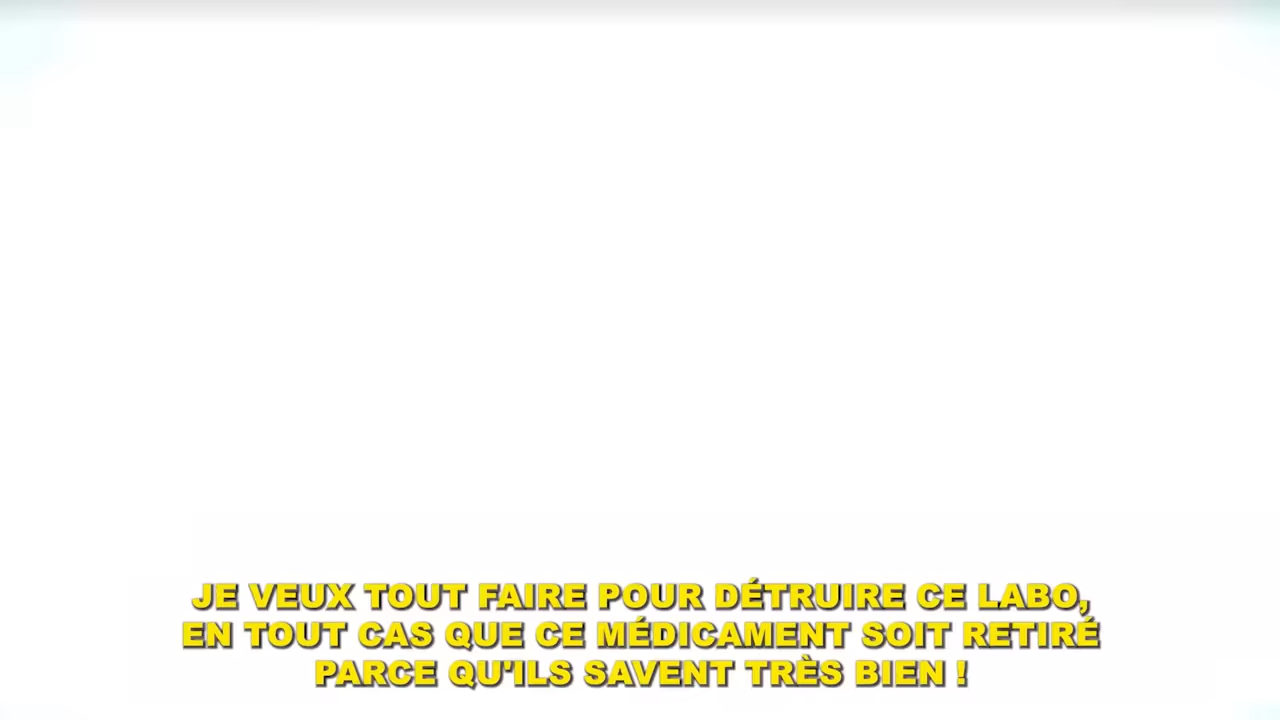 JE VEUX TOUT FAIRE POUR DÉTRUIRE CE LABO,
EN TOUT CAS QUE CE MÉDICAMENT SOIT RETIRÉ
PARCE QU'ILS SAVENT TRÈS BIEN !